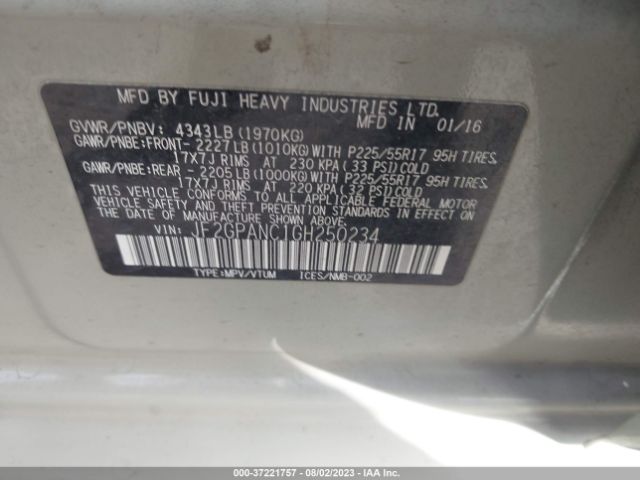 MFD BY FUJI HEAVY INDUSTRIES LTD.
GVWR/PNBV: 4343LB(1970KG) MFD IN 01/16
GAWR/PNBE:FRONT- 2227LB(1010KG)WITH P225/55R17 95H TIRES.
17X7J RIMS AT 230 KPA(33 PSI)COLD
GAWR/PNBE:REAR - 2205LB(1000KG)WITH P225/55R17 95H TIRES.
17X7J RIMS AT 220 KPA(32 PSI)COLD
THIS VEHICLE CONFORMS TO ALL APPLICABLE FEDERAL MOTOR
VEHICLE SAFETY AND THEFT PREVENTION STANDARDS IN EFFECT ON
THE DATE OF MANUFACTURE SHOWN ABOVE.
VIN: JF2GPANC1GH250234
TYPE:MPV/VTUM ICES/NMB-002
000-37221757 - 08/02/2023 - IAA Inc.